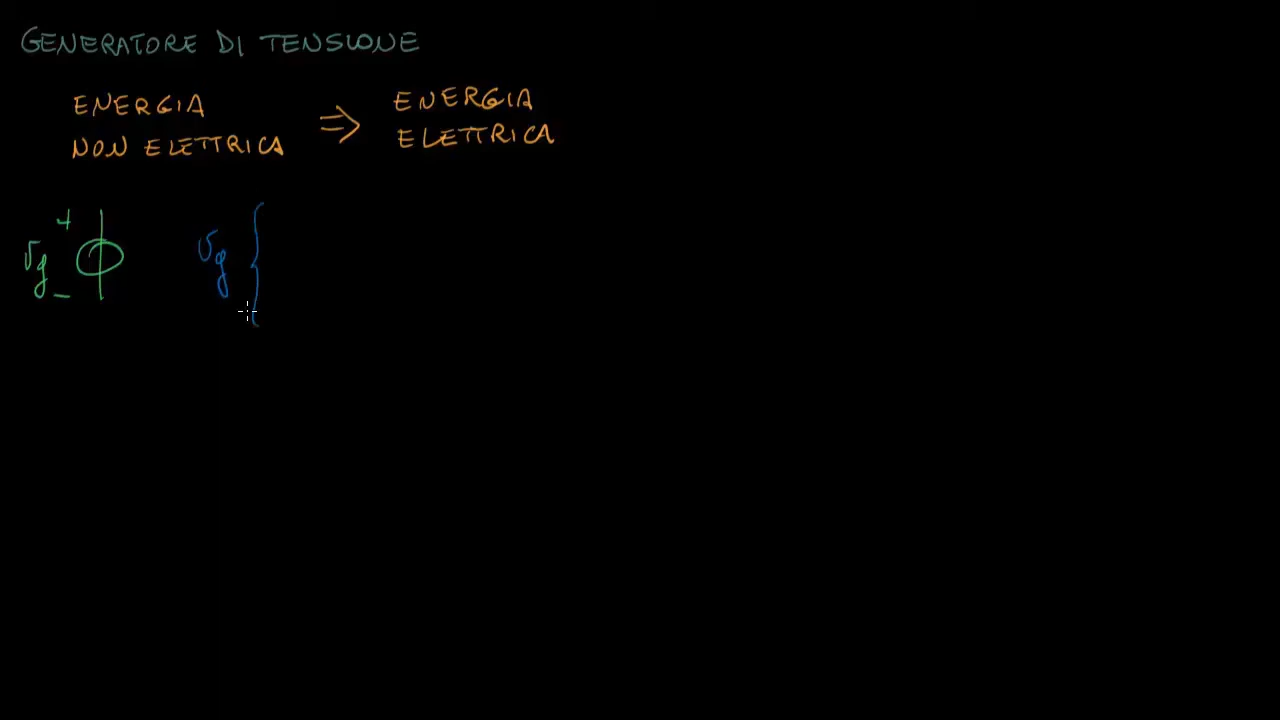 GENERATORE DI TENSIONE
ENERGIA
NON ELETTRICA
⇒
ENERGIA
ELETTRICA
+
vg
−
vg {